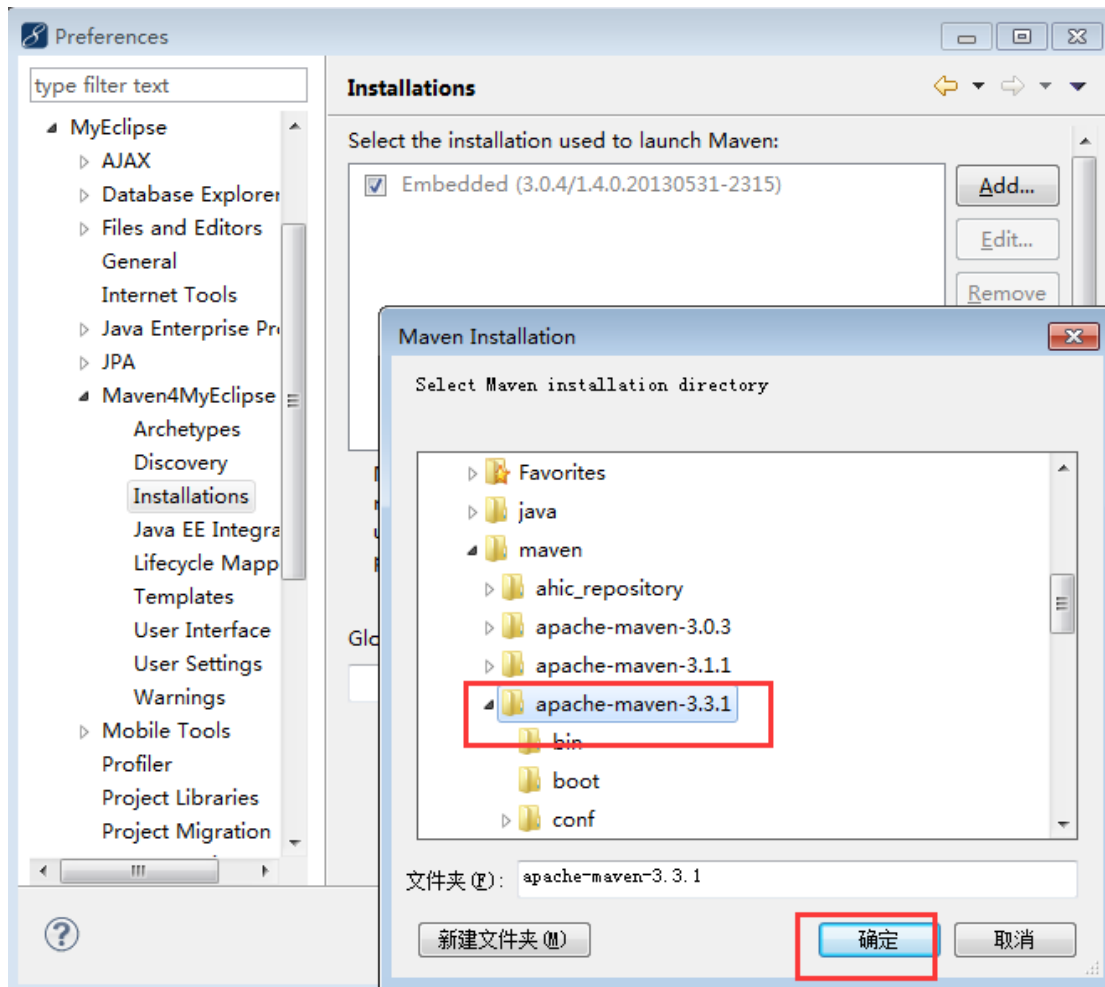 Preferences
type filter text
MyEclipse
AJAX
Database Explorer
Files and Editors
General
Internet Tools
Java Enterprise Pr
JPA
Maven4MyEclipse
Archetypes
Discovery
Installations
Java EE Integra
Lifecycle Mapp
Templates
User Interface
User Settings
Warnings
Mobile Tools
Profiler
Project Libraries
Project Migration
Installations
Select the installation used to launch Maven:
Embedded (3.0.4/1.4.0.20130531-2315)
Add...
Edit...
Remove
Glo
Maven Installation
Select Maven installation directory
Favorites
java
maven
ahic_repository
apache-maven-3.0.3
apache-maven-3.1.1
apache-maven-3.3.1
bin
boot
conf
文件夹(F): apache-maven-3.3.1
新建文件夹(M)
确定
取消